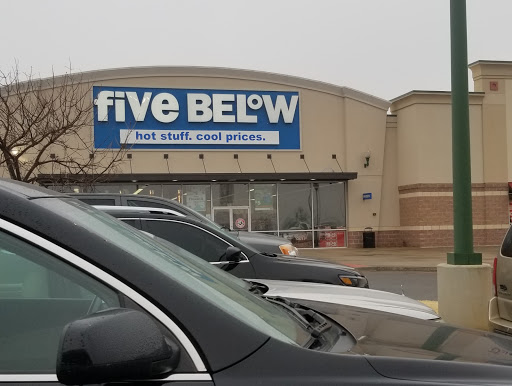 five BELOW
hot stuff. cool prices.